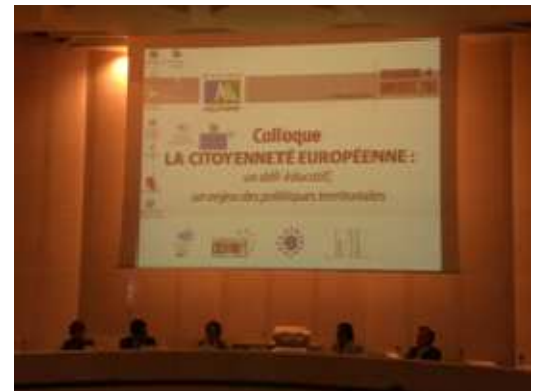 Colloque
LA CITOYENNETÉ EUROPÉENNE :
un défi éducatif,
un enjeu des politiques territoriales